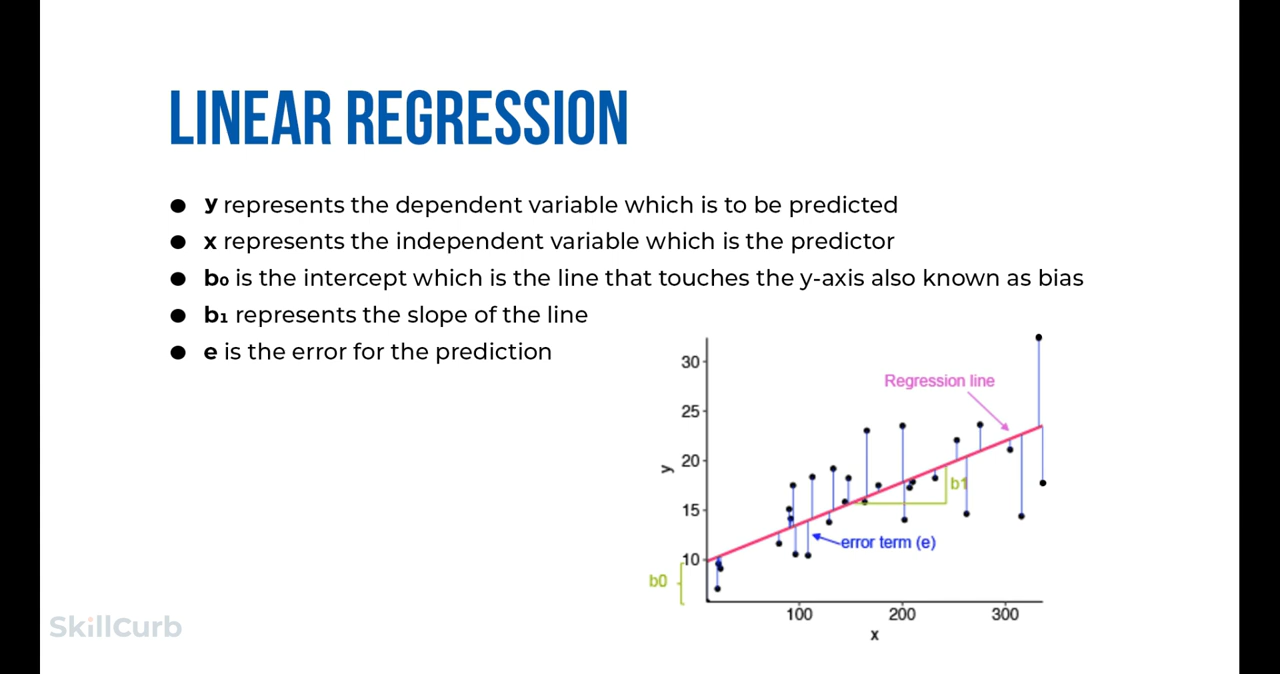 LINEAR REGRESSION
● y represents the dependent variable which is to be predicted
● x represents the independent variable which is the predictor
● b₀ is the intercept which is the line that touches the y-axis also known as bias
● b₁ represents the slope of the line
● e is the error for the prediction
30
Regression line
25
y
20
b1
15
error term (e)
10
b0
100 200 300
x
SkillCurb